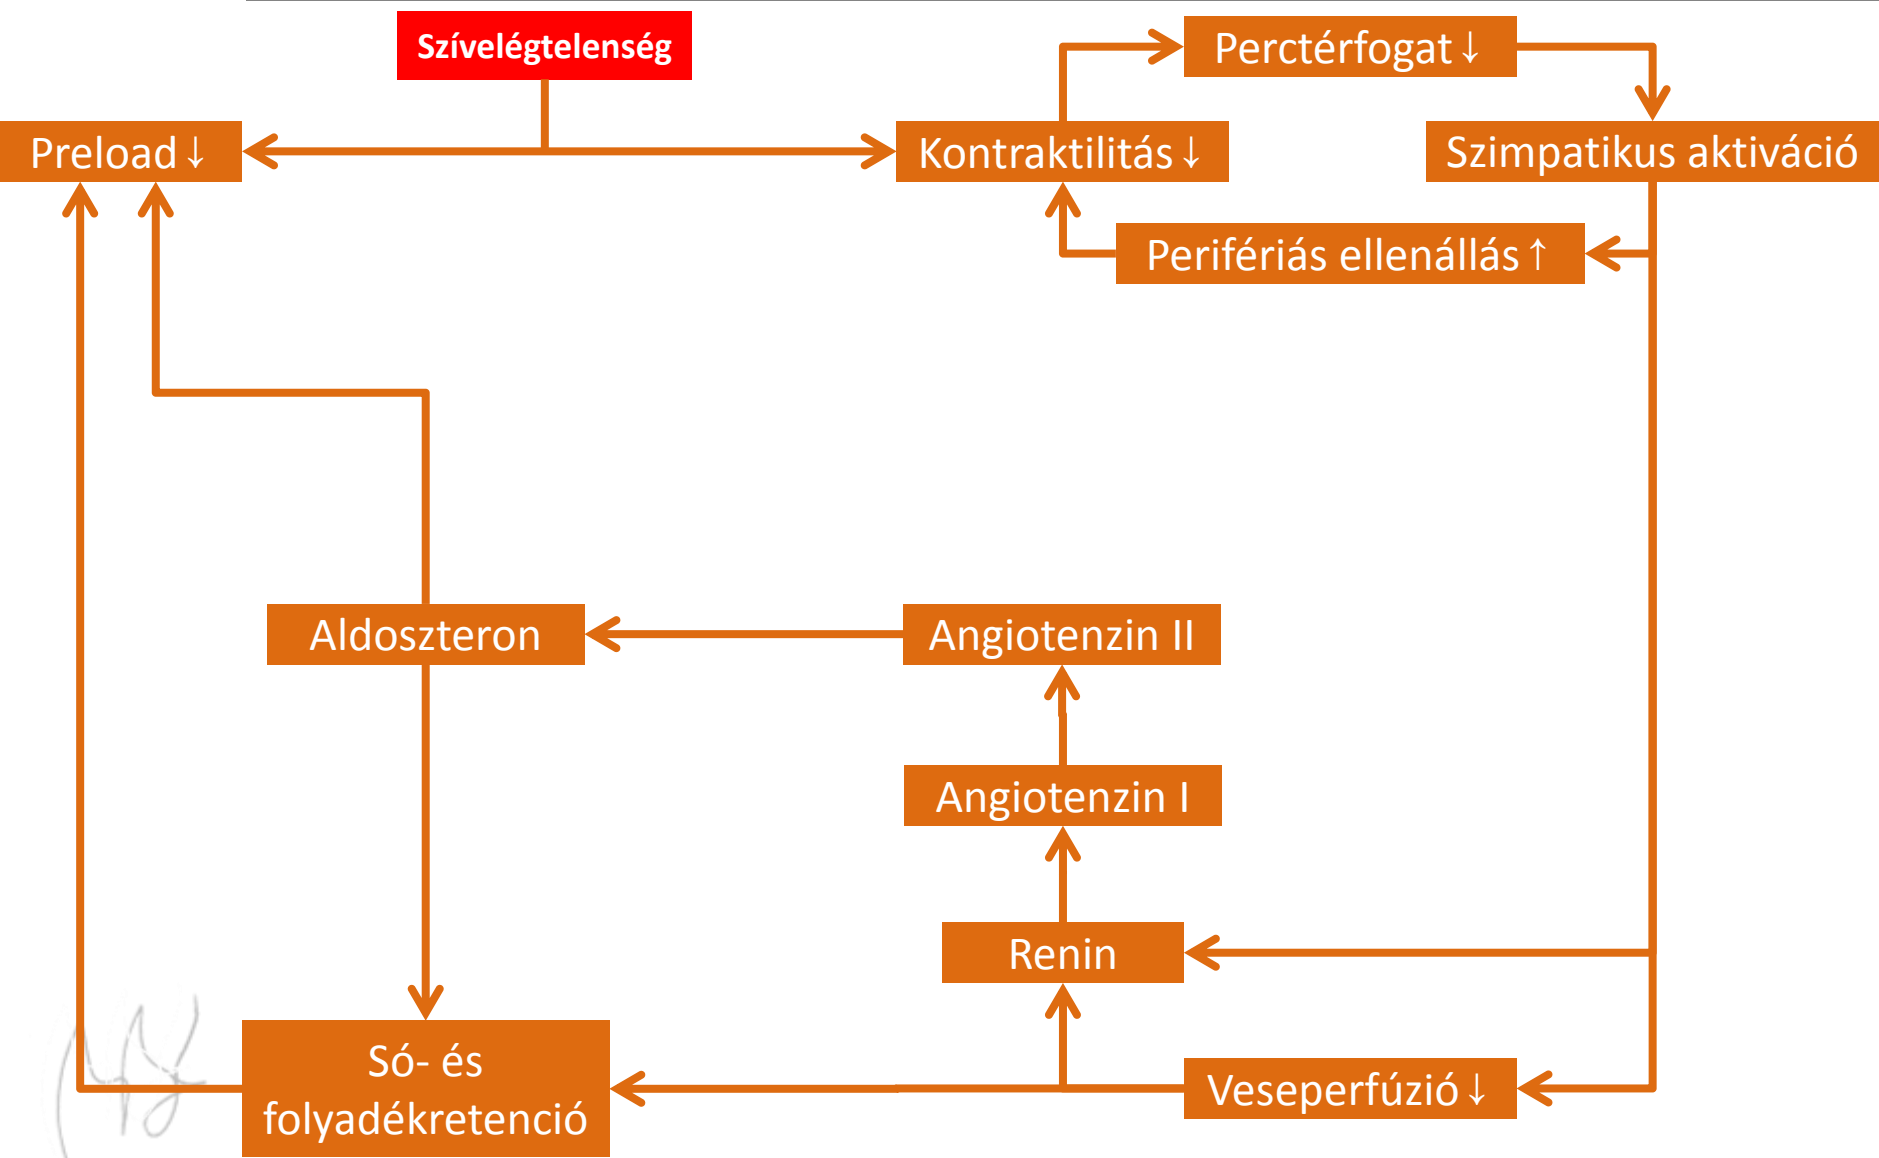 Szívelégtelenség
Perctérfogat ↓
Preload ↓
Kontraktilitás ↓
Szimpatikus aktiváció
Perifériás ellenállás ↑
Aldoszteron
Angiotenzin II
Angiotenzin I
Renin
Só- és
folyadékretenció
Veseperfúzió ↓